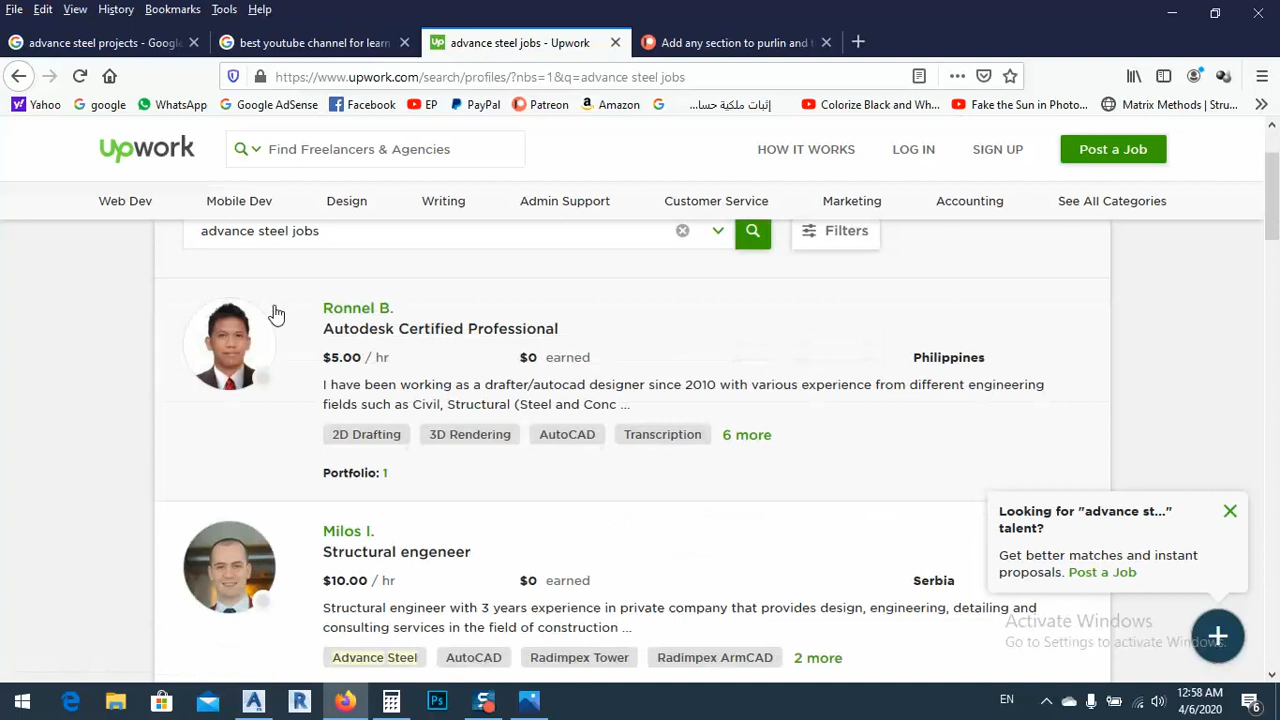 File Edit View History Bookmarks Tools Help
advance steel projects - Google
best youtube channel for learn
advance steel jobs - Upwork
Add any section to purlin and
https://www.upwork.com/search/profiles/?nbs=1&q=advance steel jobs
Yahoo google WhatsApp Google AdSense Facebook EP PayPal Patreon Amazon إثبات ملكية حسا... Colorize Black and Wh... Fake the Sun in Photo... Matrix Methods | Stru...
upwork
Find Freelancers & Agencies
HOW IT WORKS LOG IN SIGN UP Post a Job
Web Dev Mobile Dev Design Writing Admin Support Customer Service Marketing Accounting See All Categories
advance steel jobs Filters
Ronnel B.
Autodesk Certified Professional
$5.00 / hr $0 earned Philippines
I have been working as a drafter/autocad designer since 2010 with various experience from different engineering
fields such as Civil, Structural (Steel and Conc ...
2D Drafting 3D Rendering AutoCAD Transcription 6 more
Portfolio: 1
Milos I.
Structural engeneer
$10.00 / hr $0 earned Serbia
Structural engineer with 3 years experience in private company that provides design, engineering, detailing and
consulting services in the field of construction ...
Advance Steel AutoCAD Radimpex Tower Radimpex ArmCAD 2 more
Looking for "advance st..."
talent?
Get better matches and instant
proposals. Post a Job
Activate Windows
Go to Settings to activate Windows.
EN
12:58 AM
4/6/2020
6